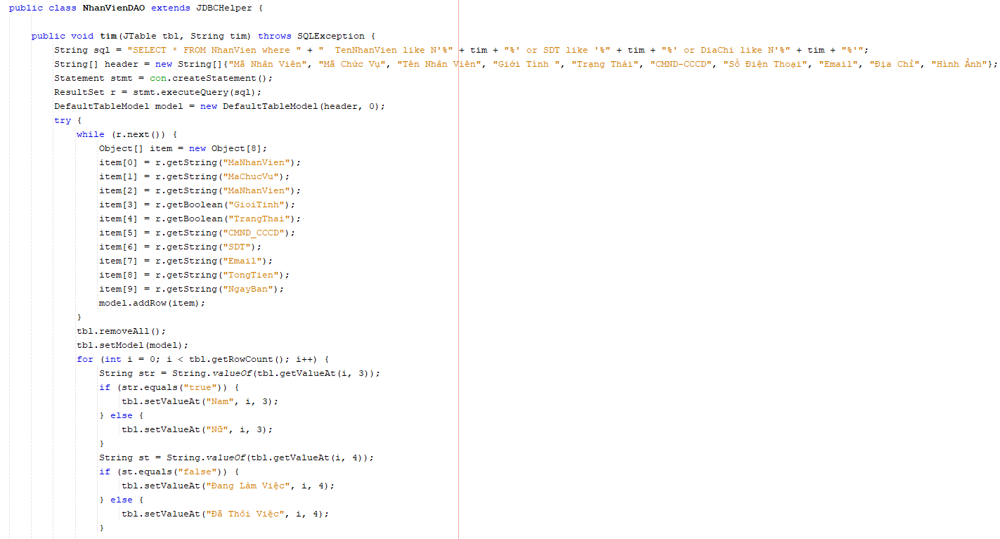 public class NhanVienDAO extends JDBCHelper {
public void tim(JTable tbl, String tim) throws SQLException {
String sql = "SELECT * FROM NhanVien where " + "  TenNhanVien like N'%" + tim + "%' or SDT like '%" + tim + "%' or DiaChi like N'%" + tim + "%'";
String[] header = new String[]{"Mã Nhân Viên", "Mã Chức Vụ", "Tên Nhân Viên", "Giới Tính ", "Trạng Thái", "CMND-CCCD", "Số Điện Thoại", "Email", "Địa Chỉ", "Hình Ảnh"};
Statement stmt = con.createStatement();
ResultSet r = stmt.executeQuery(sql);
DefaultTableModel model = new DefaultTableModel(header, 0);
try {
while (r.next()) {
Object[] item = new Object[8];
item[0] = r.getString("MaNhanVien");
item[1] = r.getString("MaChucVu");
item[2] = r.getString("MaNhanVien");
item[3] = r.getBoolean("GioiTinh");
item[4] = r.getBoolean("TrangThai");
item[5] = r.getString("CMND_CCCD");
item[6] = r.getString("SDT");
item[7] = r.getString("Email");
item[8] = r.getString("TongTien");
item[9] = r.getString("NgayBan");
model.addRow(item);
}
tbl.removeAll();
tbl.setModel(model);
for (int i = 0; i < tbl.getRowCount(); i++) {
String str = String.valueOf(tbl.getValueAt(i, 3));
if (str.equals("true")) {
tbl.setValueAt("Nam", i, 3);
} else {
tbl.setValueAt("Nữ", i, 3);
}
String st = String.valueOf(tbl.getValueAt(i, 4));
if (st.equals("false")) {
tbl.setValueAt("Đang Làm Việc", i, 4);
} else {
tbl.setValueAt("Đã Thôi Việc", i, 4);
}